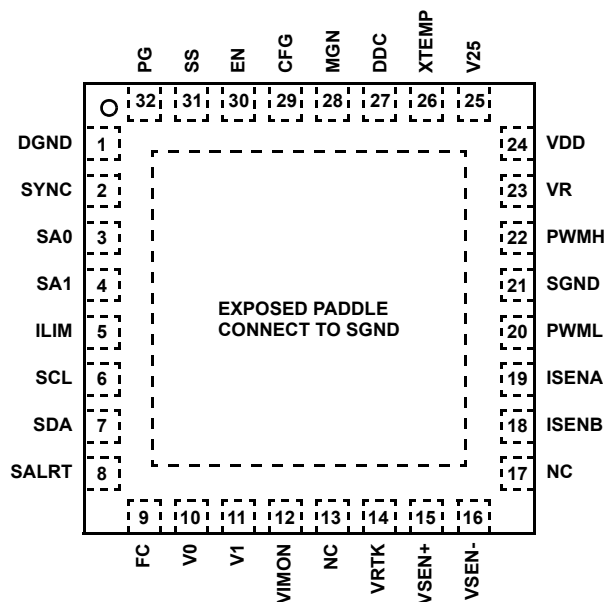 PG SS EN CFG MGN DDC XTEMP V25
32 31 30 29 28 27 26 25
DGND 1 24 VDD
SYNC 2 23 VR
SA0 3 22 PWMH
SA1 4 21 SGND
EXPOSED PADDLE
CONNECT TO SGND
ILIM 5 20 PWML
SCL 6 19 ISENA
SDA 7 18 ISENB
SALRT 8 17 NC
9 10 11 12 13 14 15 16
FC V0 V1 VIMON NC VRTK VSEN+ VSEN-